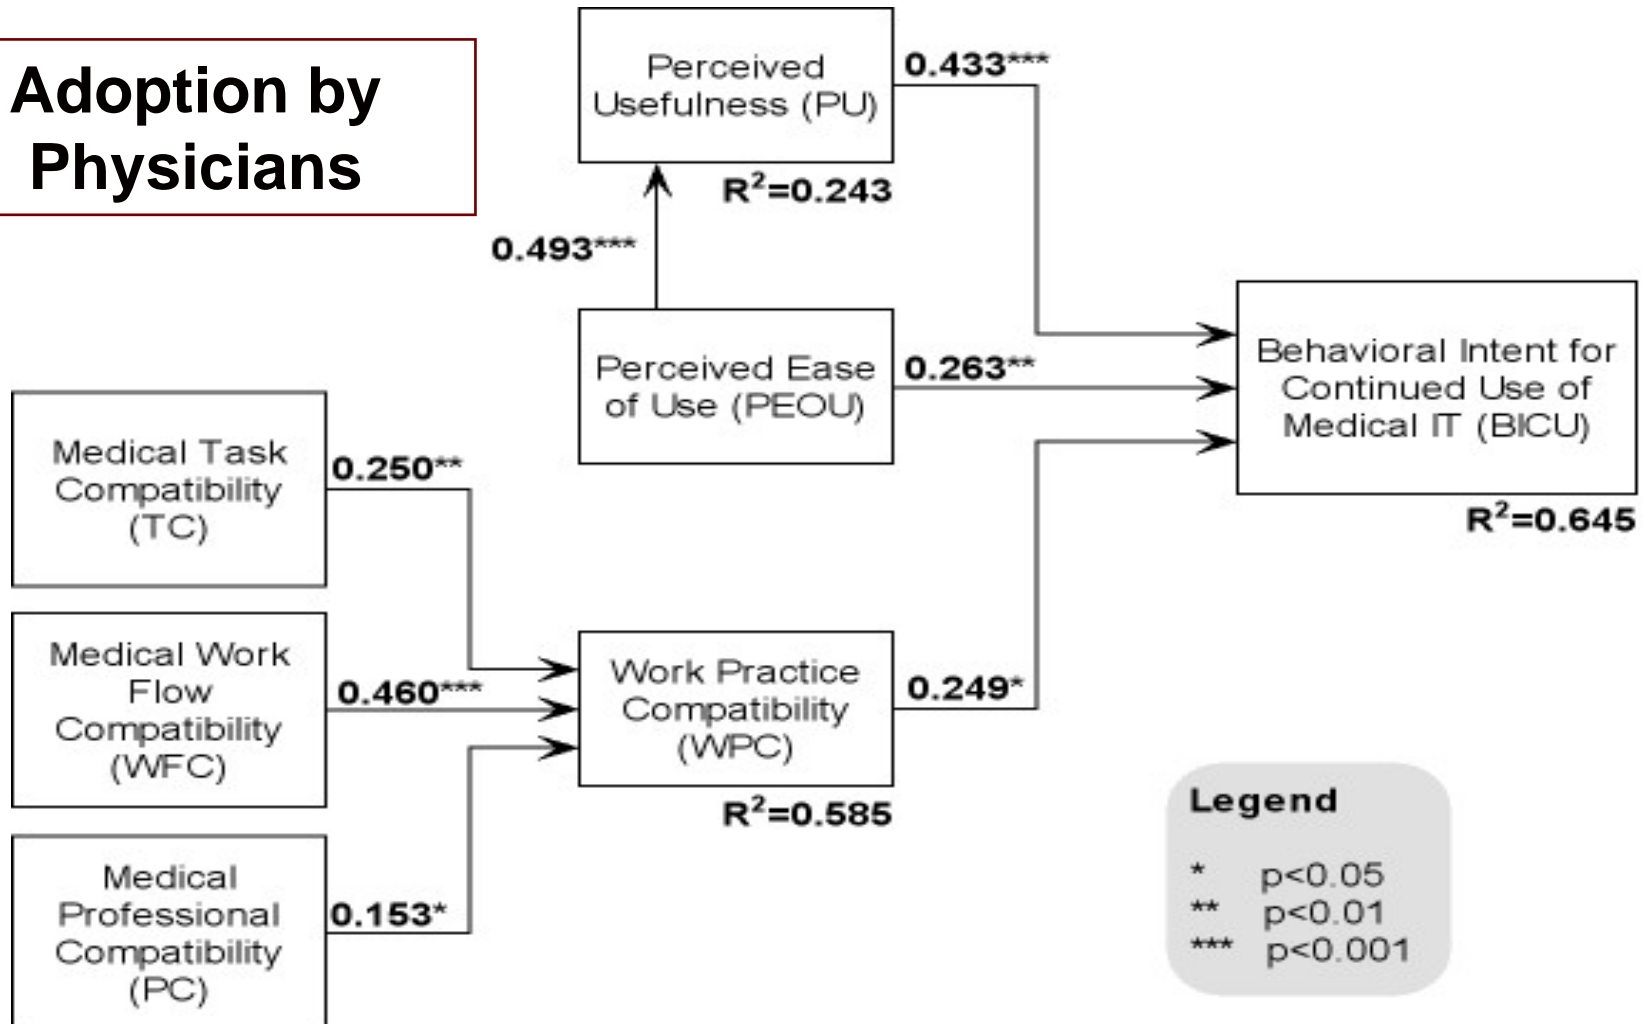 Adoption by
Physicians
Perceived
Usefulness (PU)
0.433***
R²=0.243
0.493***
Perceived Ease
of Use (PEOU)
0.263**
Behavioral Intent for
Continued Use of
Medical IT (BICU)
R²=0.645
Medical Task
Compatibility
(TC)
0.250**
Medical Work
Flow
Compatibility
(WFC)
0.460***
Work Practice
Compatibility
(WPC)
0.249*
R²=0.585
Medical
Professional
Compatibility
(PC)
0.153*
Legend
* p<0.05
** p<0.01
*** p<0.001